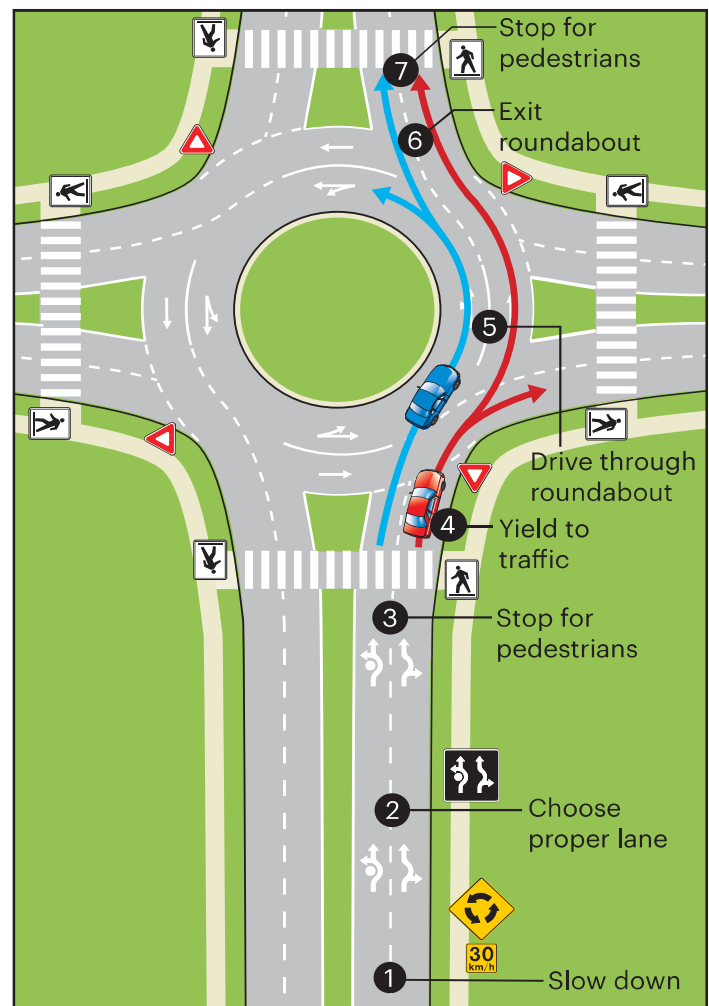 7
Stop for
pedestrians
6
Exit
roundabout
5
Drive through
roundabout
4
Yield to
traffic
3
Stop for
pedestrians
2
Choose
proper lane
30
km/h
1
Slow down